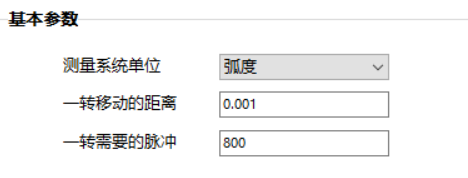 基本参数
测量系统单位 弧度
一转移动的距离 0.001
一转需要的脉冲 800